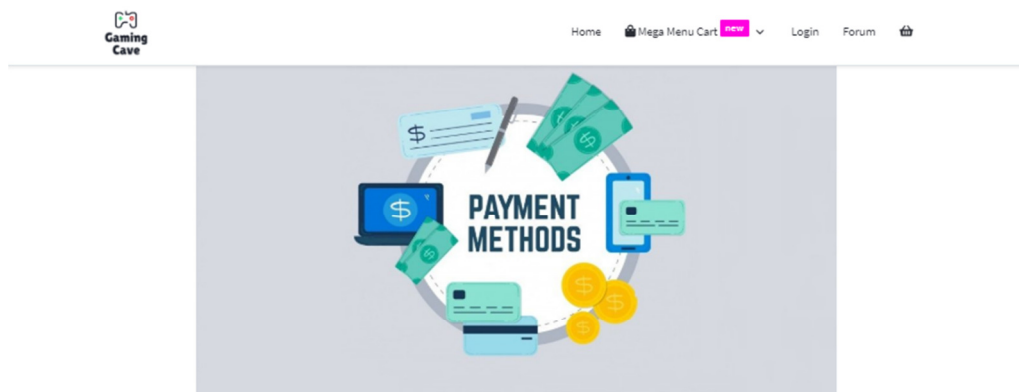 Gaming
Cave
Home
Mega Menu Cart new
Login
Forum
$
$
PAYMENT
METHODS
$
$
$
$
$